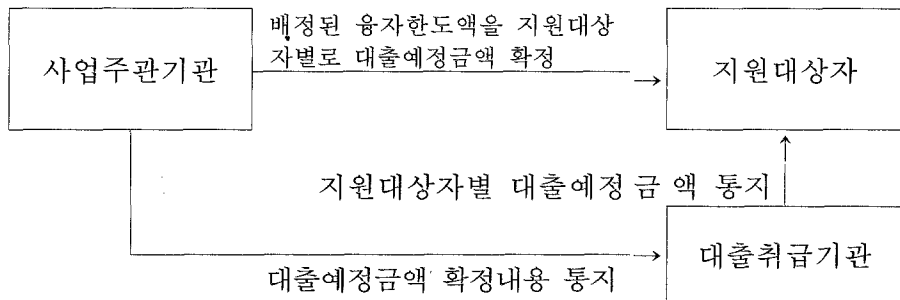 배정된 융자한도액을 지원대상
자별로 대출예정금액 확정
사업주관기관
지원대상자
지원대상자별 대출예정금액 통지
대출취급기관
대출예정금액 확정내용 통지